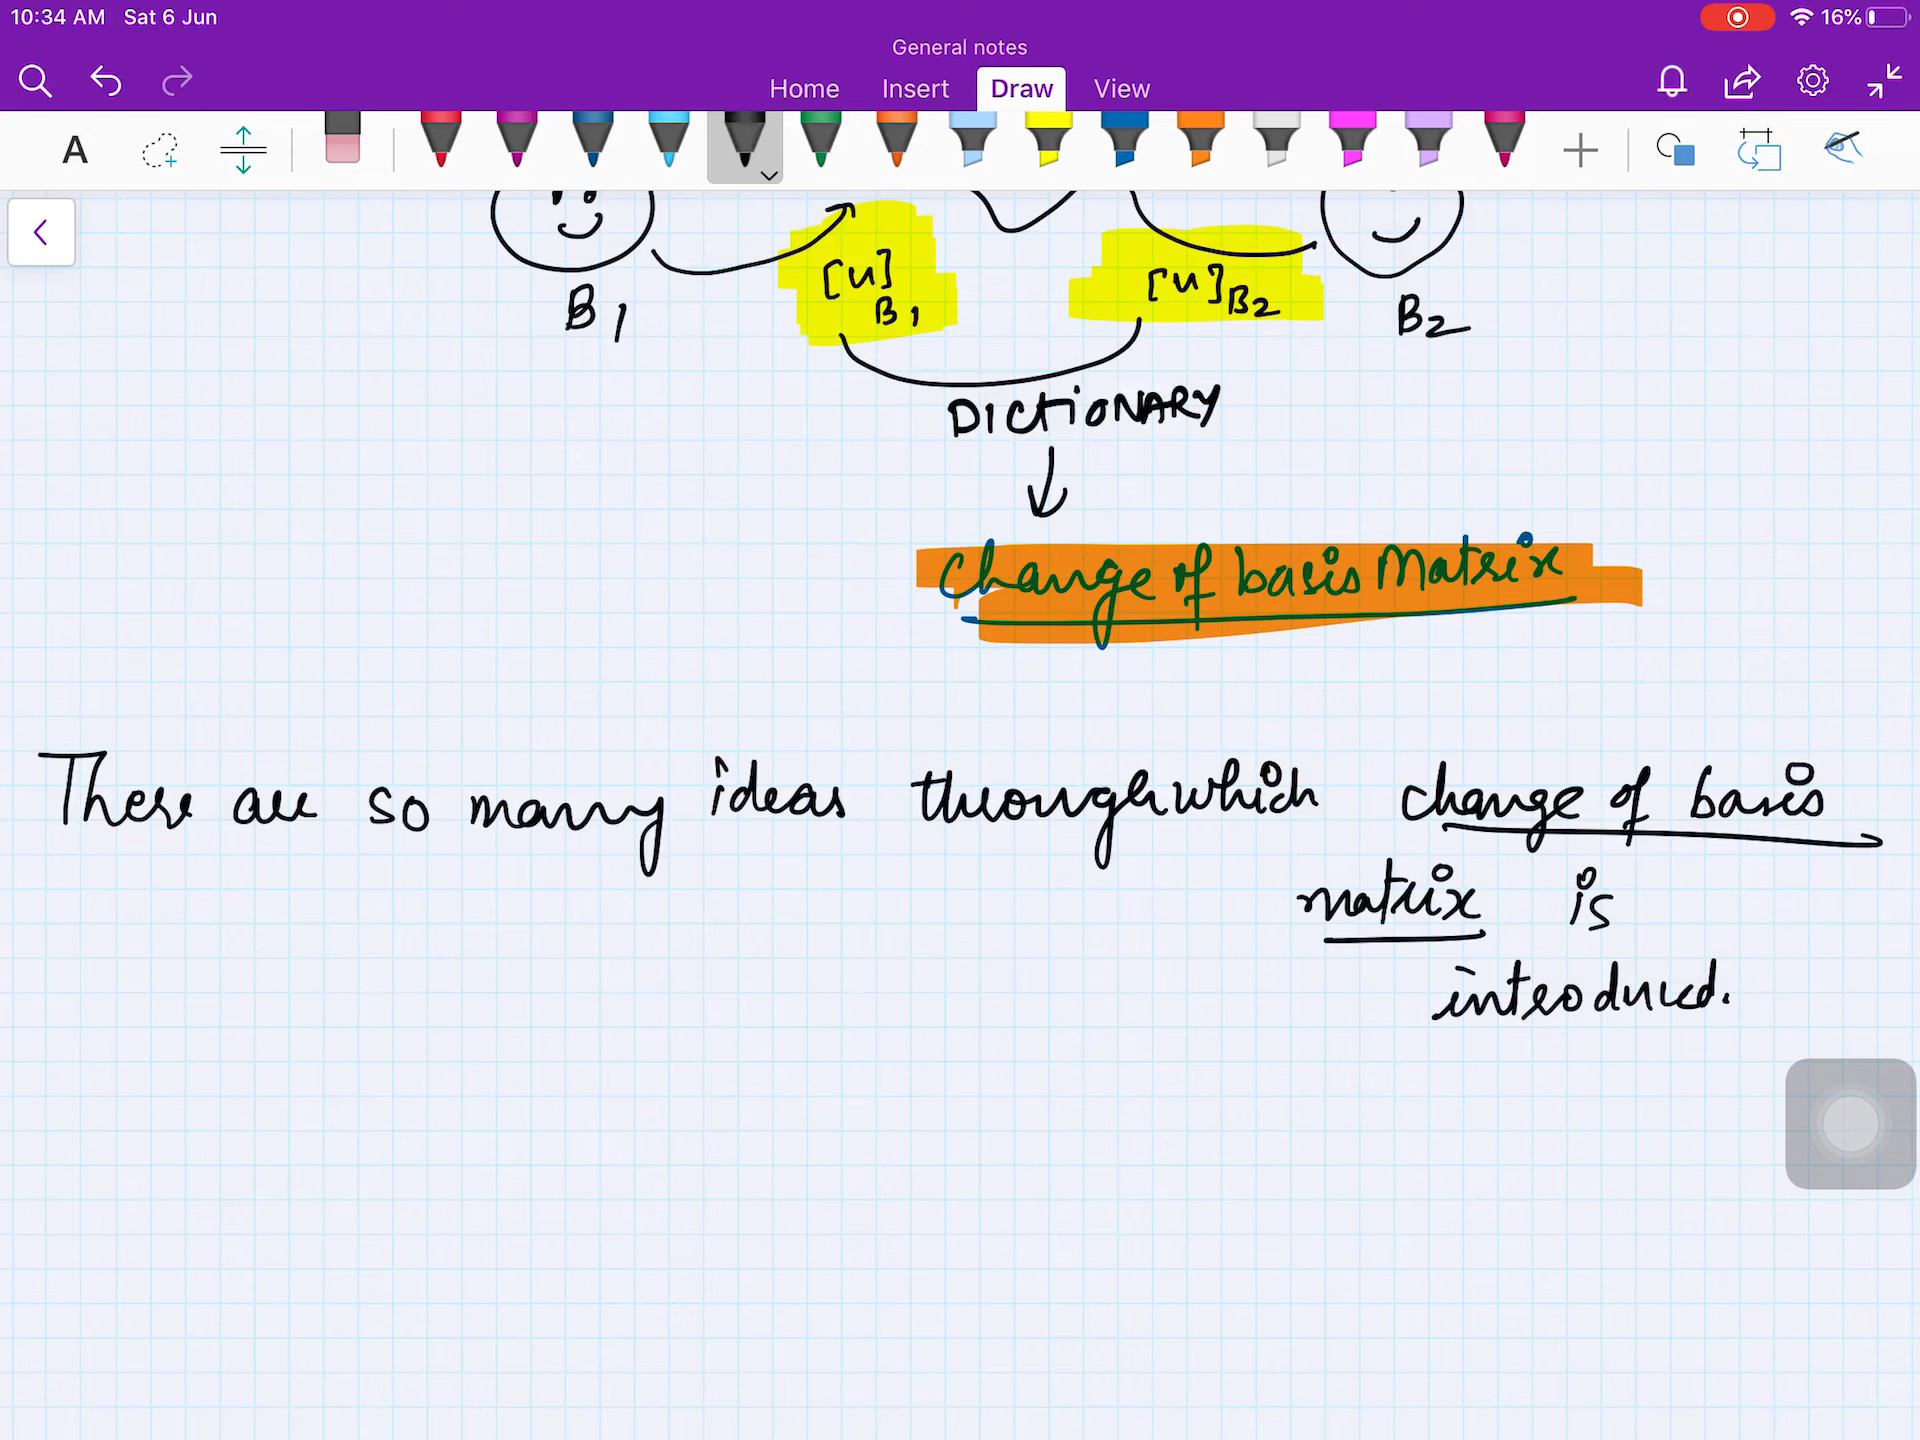 10:34 AM Sat 6 Jun
16%
General notes
Home Insert Draw View
A
[u]B1 [u]B2
B1 B2
DICTIONARY
Change of basis Matrix
There are so many ideas through which change of basis
matrix is
introduced.